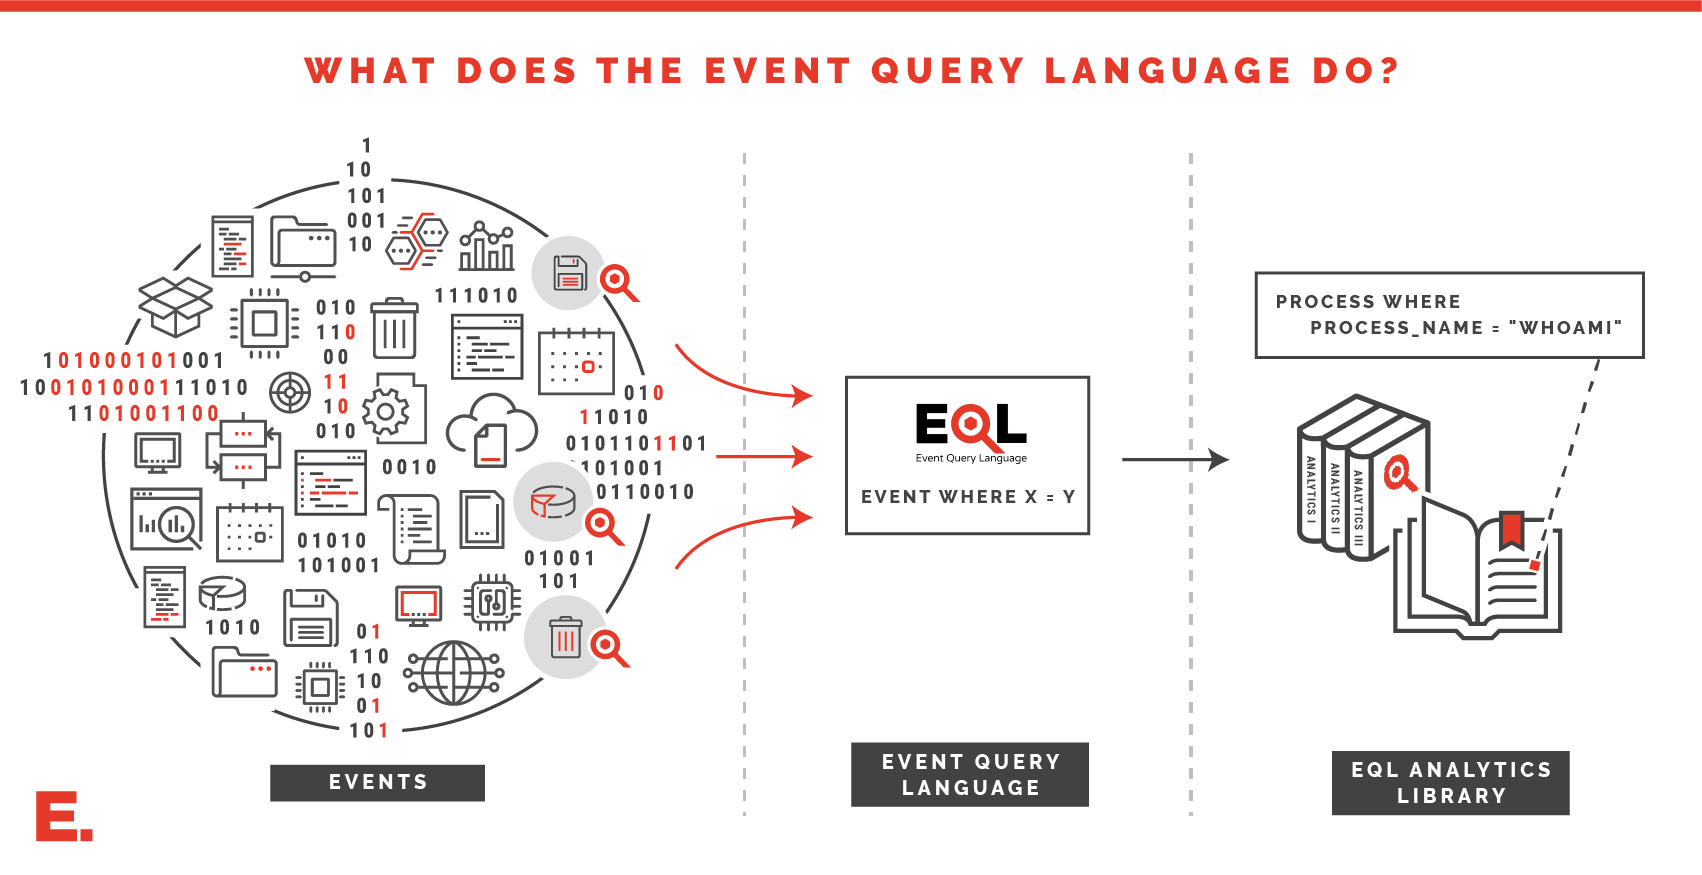 WHAT DOES THE EVENT QUERY LANGUAGE DO?
1
10
101
001
10
111010
010
110
00
11
10
010
101000101001
100101000111010
1101001100
010
11010
0101101101
101001
0110010
0010
01010
101001
01001
101
1010
01
110
10
01
101
EVENTS
EQL
Event Query Language
EVENT WHERE X = Y
EVENT QUERY
LANGUAGE
PROCESS WHERE
PROCESS_NAME = "WHOAMI"
ANALYTICS I
ANALYTICS II
ANALYTICS III
EQL ANALYTICS
LIBRARY
E.